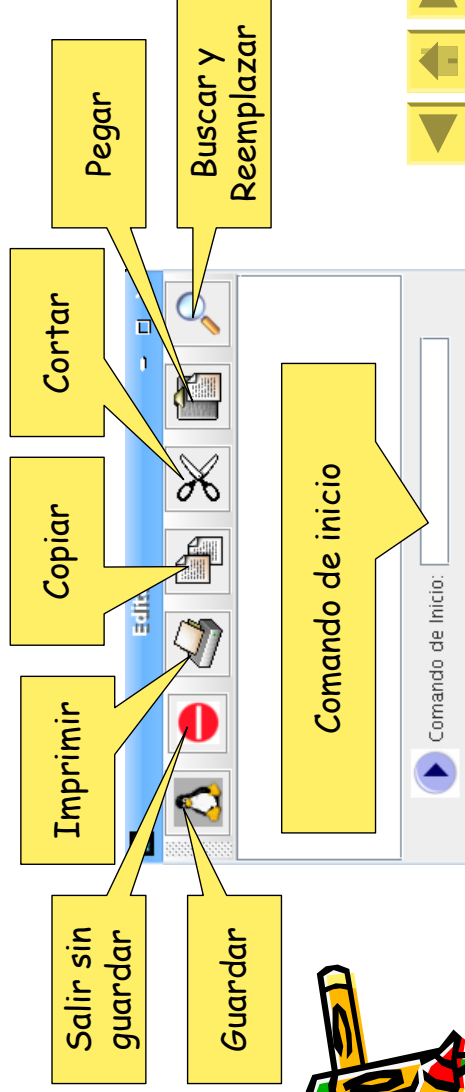 Salir sin
guardar
Imprimir
Copiar
Cortar
Pegar
Guardar
Buscar y
Reemplazar
Comando de inicio
Comando de Inicio: